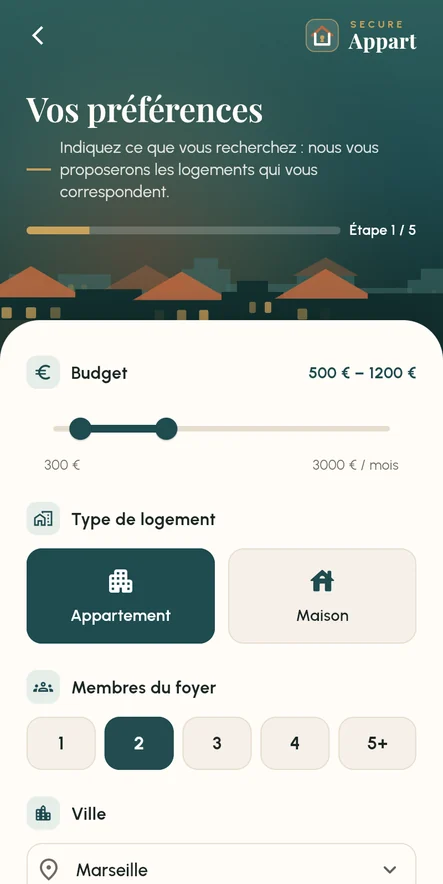 SECURE
Appart
Vos préférences
Indiquez ce que vous recherchez : nous vous
proposerons les logements qui vous
correspondent.
Étape 1 / 5
Budget
500 € – 1200 €
300 €
3000 € / mois
Type de logement
Appartement
Maison
Membres du foyer
1
2
3
4
5+
Ville
Marseille